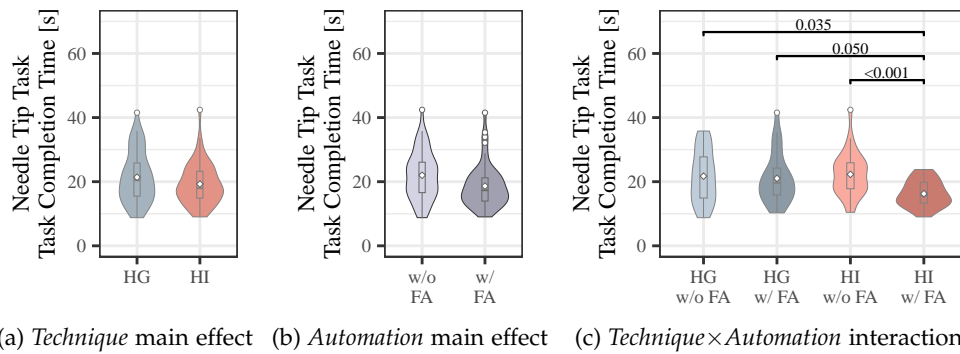 Needle Tip Task
Task Completion Time [s]
60
40
20
0
HG
HI
Needle Tip Task
Task Completion Time [s]
60
40
20
0
w/o
FA
w/
FA
Needle Tip Task
Task Completion Time [s]
60
40
20
0
0.035
0.050
<0.001
HG
w/o FA
HG
w/ FA
HI
w/o FA
HI
w/ FA
(a) Technique main effect
(b) Automation main effect
(c) Technique×Automation interaction